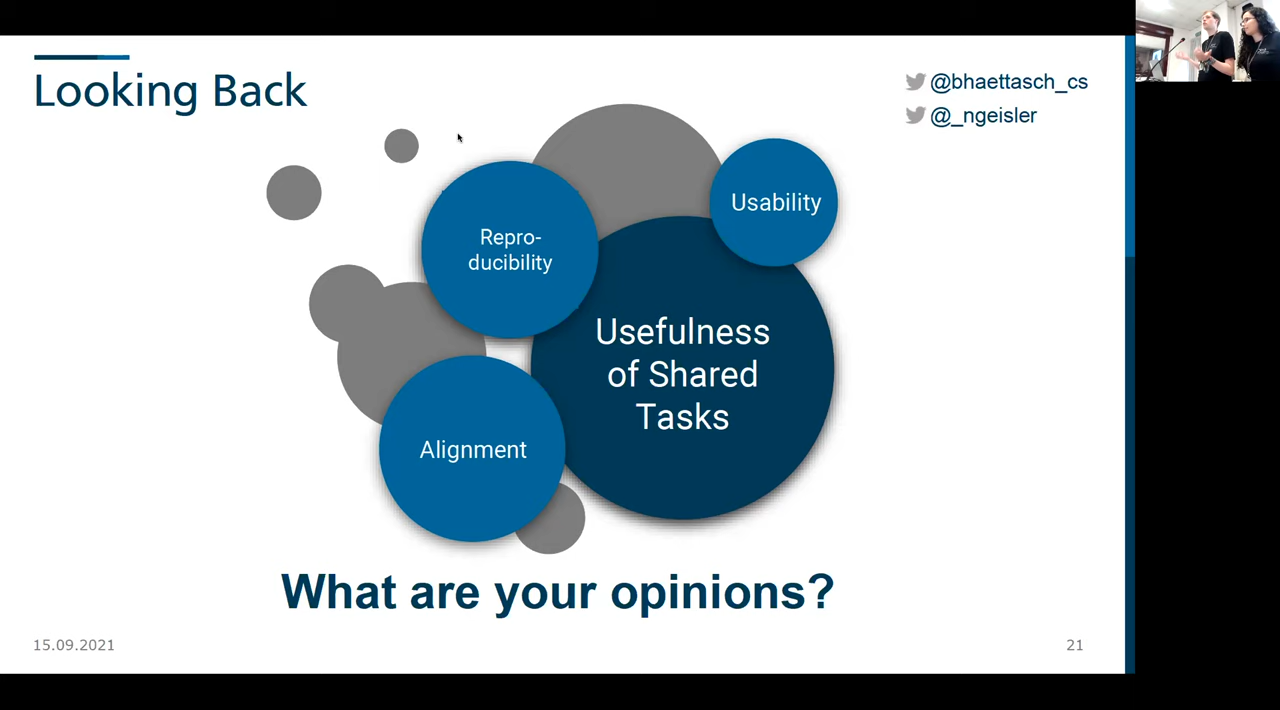 Looking Back
@bhaettasch_cs
@_ngeisler
Usability
Repro-
ducibility
Usefulness
of Shared
Tasks
Alignment
What are your opinions?
15.09.2021
21